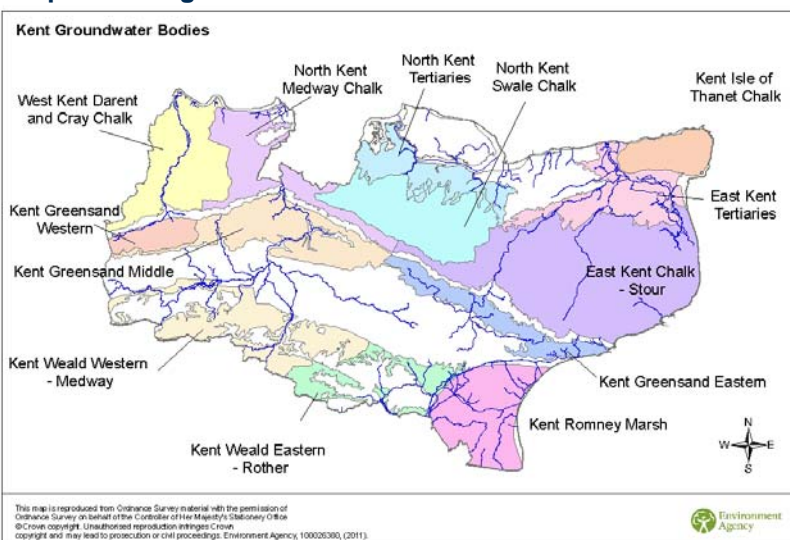 Kent Groundwater Bodies
North Kent
Tertiaries
North Kent
Medway Chalk
North Kent
Swale Chalk
Kent Isle of
Thanet Chalk
West Kent Darent
and Cray Chalk
Kent Greensand
Western
East Kent
Tertiaries
Kent Greensand Middle
East Kent Chalk
- Stour
Kent Weald Western
- Medway
Kent Greensand Eastern
Kent Romney Marsh
Kent Weald Eastern
- Rother
N
W E
S
This map is reproduced from Ordnance Survey material with the permission of
Ordnance Survey on behalf of the Controller of Her Majesty's Stationery Office
© Crown copyright. Unauthorised reproduction infringes Crown
copyright and may lead to prosecution or civil proceedings. Environment Agency, 100026380, (2011).
Environment
Agency